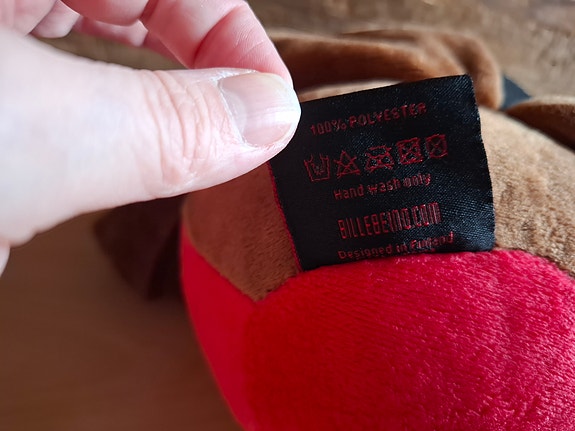 100% POLYESTER
Hand wash only
BILLEBEINO.COM
Designed in Finland